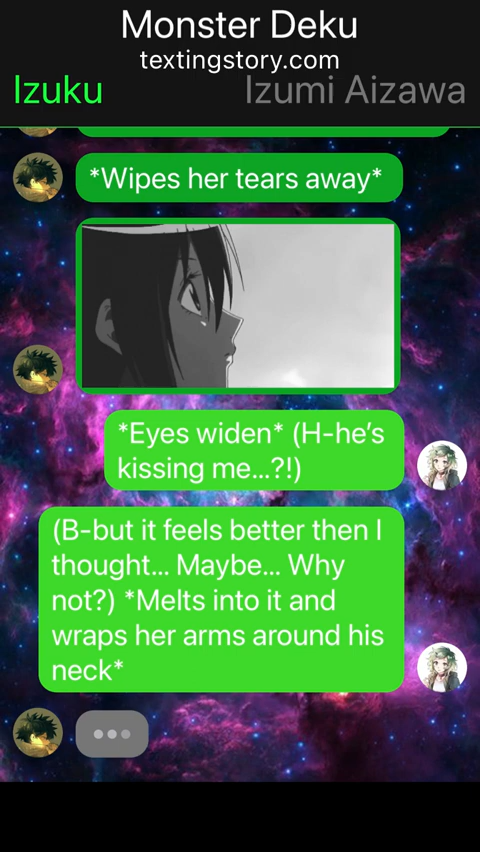 Monster Deku
textingstory.com
Izuku
Izumi Aizawa
*Wipes her tears away*
*Eyes widen* (H-he's
kissing me...?!)
(B-but it feels better then I
thought... Maybe... Why
not?) *Melts into it and
wraps her arms around his
neck*